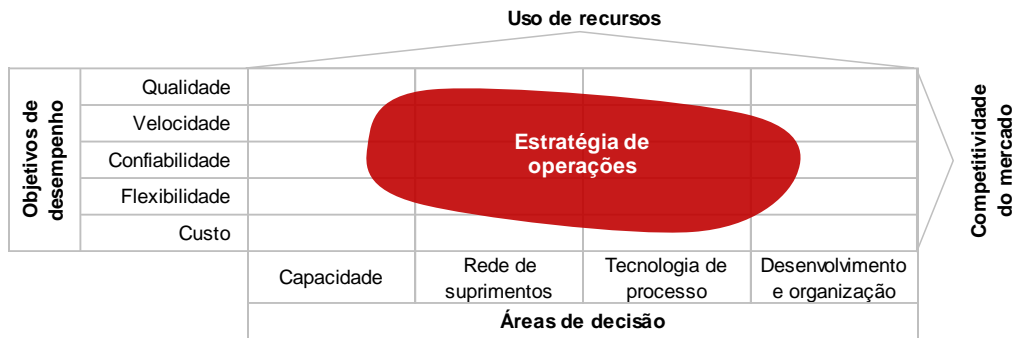 Uso de recursos
Objetivos de
desempenho
Qualidade
Velocidade
Confiabilidade
Flexibilidade
Custo
Estratégia de
operações
Competitividade
do mercado
Capacidade
Rede de
suprimentos
Tecnologia de
processo
Desenvolvimento
e organização
Áreas de decisão